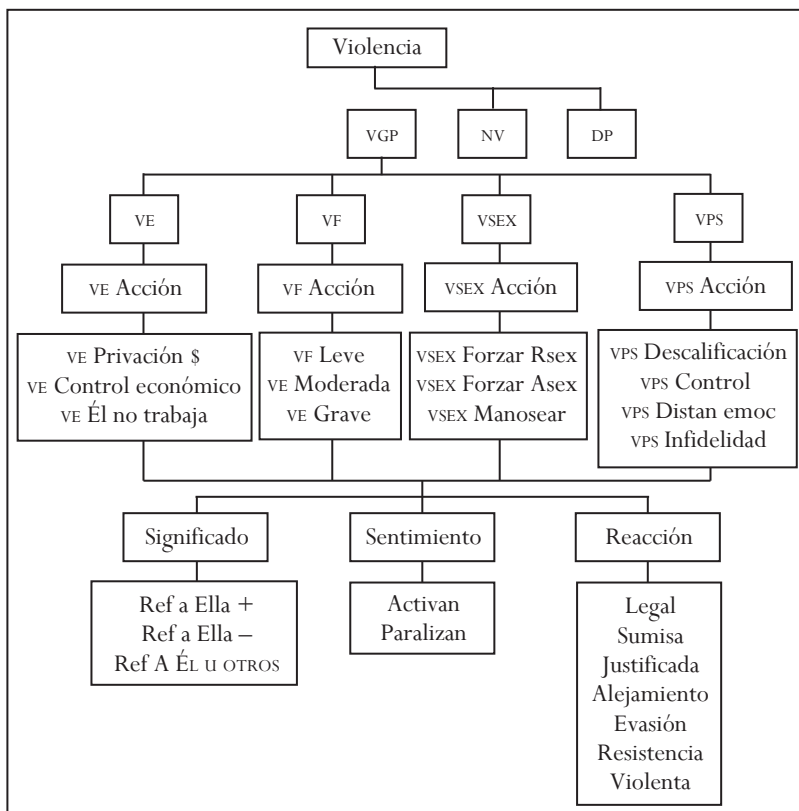 Violencia
VGP
NV
DP
VE
VF
VSEX
VPS
VE Acción
VF Acción
VSEX Acción
VPS Acción
VE Privación $
VE Control económico
VE Él no trabaja
VF Leve
VE Moderada
VE Grave
VSEX Forzar Rsex
VSEX Forzar Asex
VSEX Manosear
VPS Descalificación
VPS Control
VPS Distan emoc
VPS Infidelidad
Significado
Sentimiento
Reacción
Ref a Ella +
Ref a Ella –
Ref A ÉL U OTROS
Activan
Paralizan
Legal
Sumisa
Justificada
Alejamiento
Evasión
Resistencia
Violenta